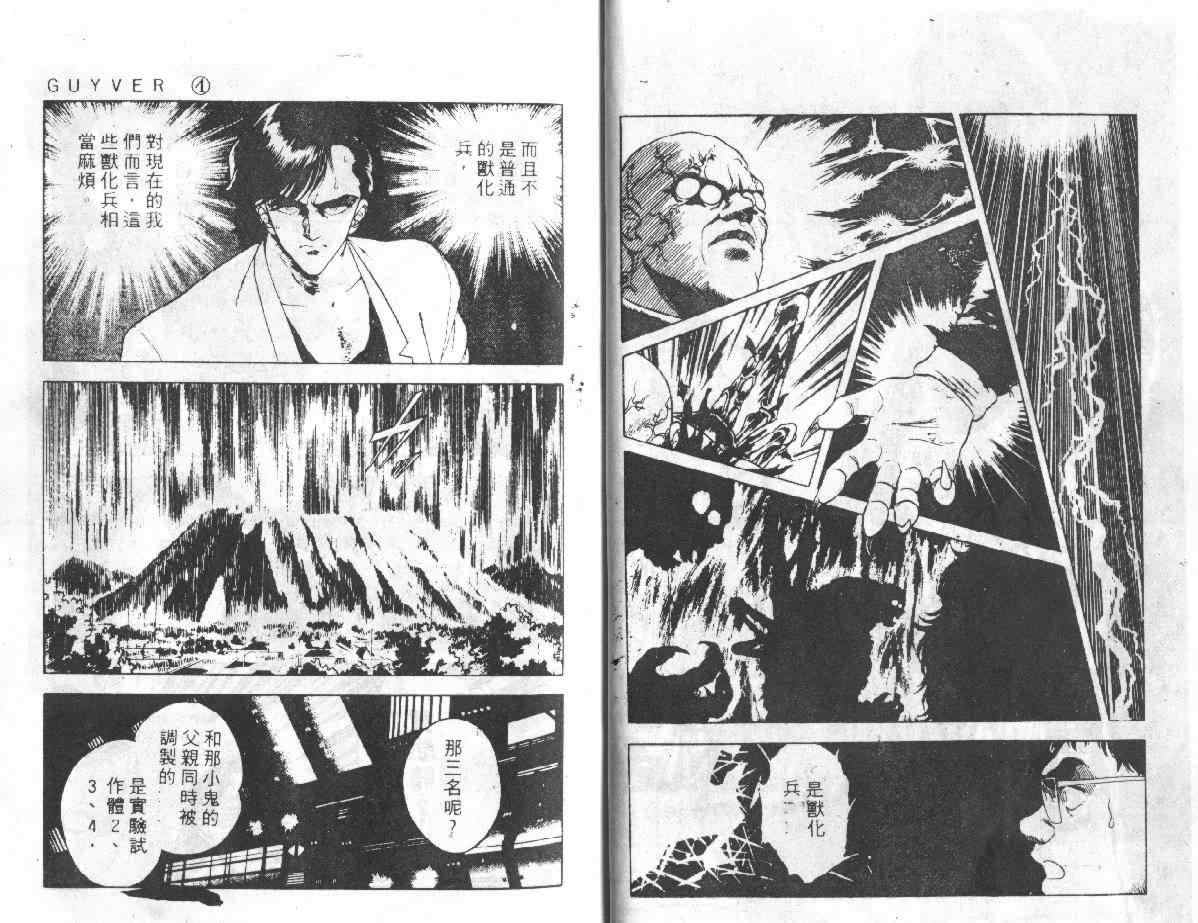 GUYVER ④
是獸化
兵……
而且不
是普通
的獸化
兵，
對現在的我
們而言，這
些獸化兵相
當麻煩。
那三名呢？
和那小鬼的
父親同時被
調製的
是實驗試
作體2、
3、4，